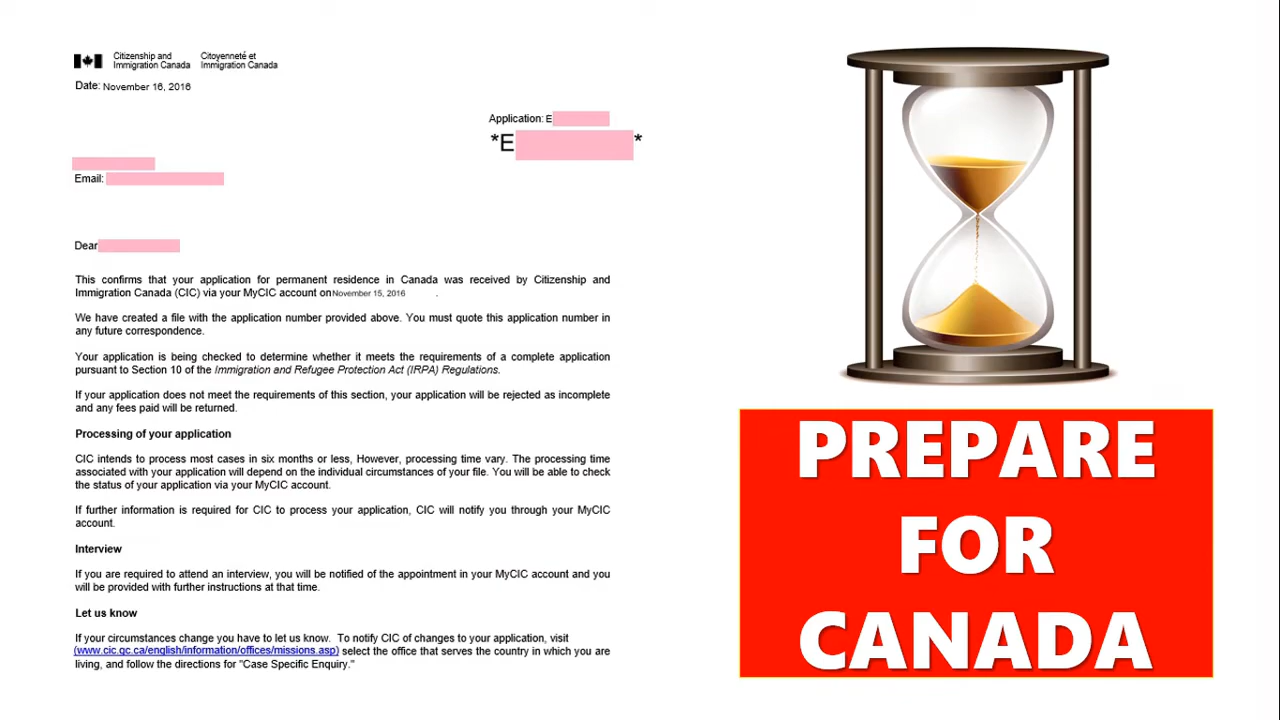 Citizenship and Citoyenneté et
Immigration Canada Immigration Canada
Date: November 16, 2016
Application: E
*E *
Email:
Dear
This confirms that your application for permanent residence in Canada was received by Citizenship and
Immigration Canada (CIC) via your MyCIC account on November 15, 2016 .
We have created a file with the application number provided above. You must quote this application number in
any future correspondence.
Your application is being checked to determine whether it meets the requirements of a complete application
pursuant to Section 10 of the Immigration and Refugee Protection Act (IRPA) Regulations.
If your application does not meet the requirements of this section, your application will be rejected as incomplete
and any fees paid will be returned.
Processing of your application
CIC intends to process most cases in six months or less, However, processing time vary. The processing time
associated with your application will depend on the individual circumstances of your file. You will be able to check
the status of your application via your MyCIC account.
If further information is required for CIC to process your application, CIC will notify you through your MyCIC
account.
Interview
If you are required to attend an interview, you will be notified of the appointment in your MyCIC account and you
will be provided with further instructions at that time.
Let us know
If your circumstances change you have to let us know. To notify CIC of changes to your application, visit
(www.cic.gc.ca/english/information/offices/missions.asp) select the office that serves the country in which you are
living, and follow the directions for "Case Specific Enquiry."
PREPARE
FOR
CANADA